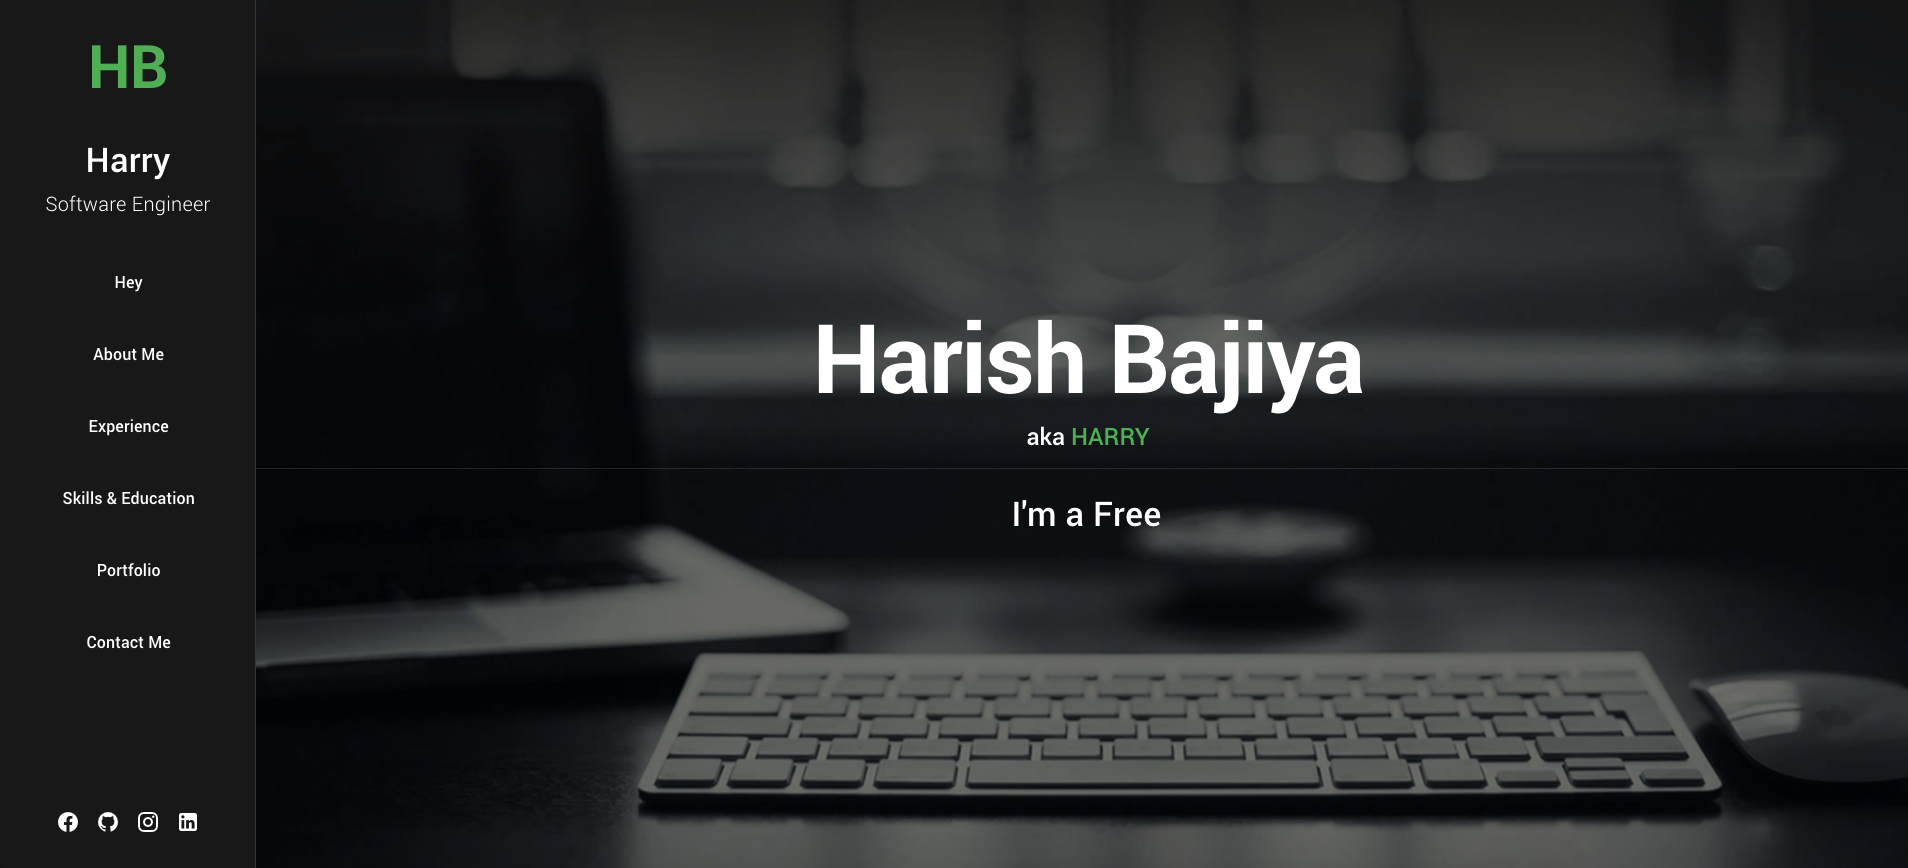 HB
Harry
Software Engineer
Hey
About Me
Experience
Skills & Education
Portfolio
Contact Me
Harish Bajiya
aka HARRY
I'm a Free